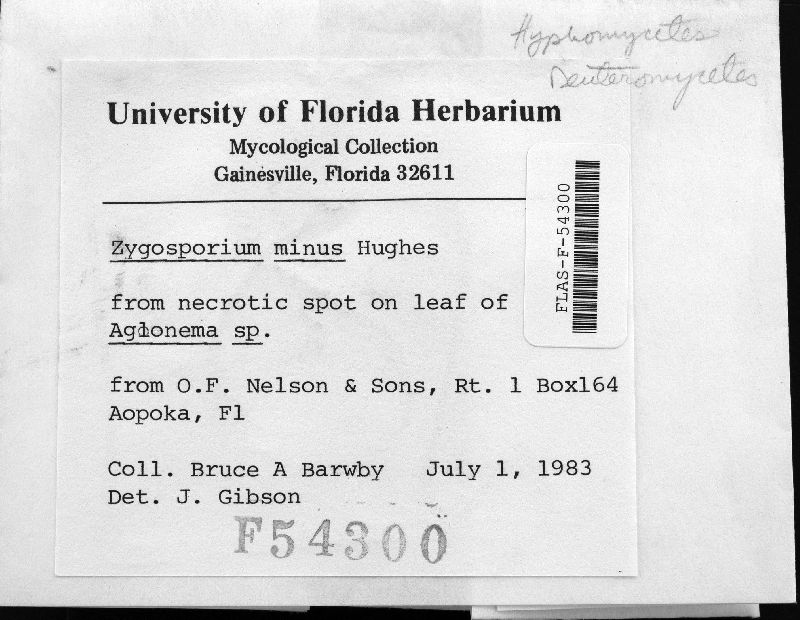 Hyphomycetes
Deuteromycetes
University of Florida Herbarium
Mycological Collection
Gainesville, Florida 32611
FLAS-F-54300
Zygosporium minus Hughes
from necrotic spot on leaf of
Aglonema sp.
from O.F. Nelson & Sons, Rt. 1 Box164
Aopoka, Fl
Coll. Bruce A Barwby July 1, 1983
Det. J. Gibson
F54300